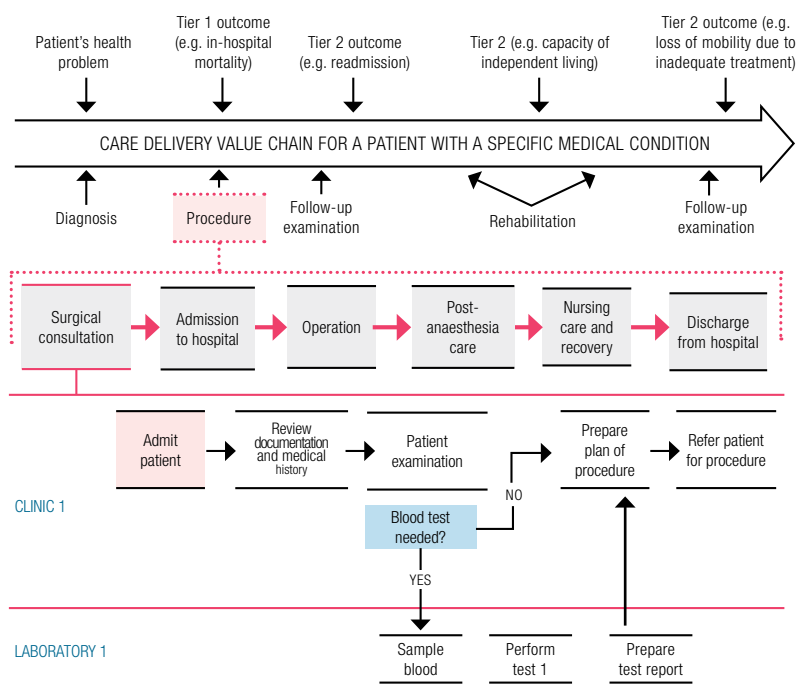 Patient's health
problem
Tier 1 outcome
(e.g. in-hospital
mortality)
Tier 2 outcome
(e.g. readmission)
Tier 2 (e.g. capacity of
independent living)
Tier 2 outcome (e.g.
loss of mobility due to
inadequate treatment)
CARE DELIVERY VALUE CHAIN FOR A PATIENT WITH A SPECIFIC MEDICAL CONDITION
Diagnosis
Procedure
Follow-up
examination
Rehabilitation
Follow-up
examination
Surgical
consultation
Admission
to hospital
Operation
Post-
anaesthesia
care
Nursing
care and
recovery
Discharge
from hospital
Admit
patient
Review
documentation
and medical
history
Patient
examination
Prepare
plan of
procedure
Refer patient
for procedure
CLINIC 1
Blood test
needed?
NO
YES
LABORATORY 1
Sample
blood
Perform
test 1
Prepare
test report